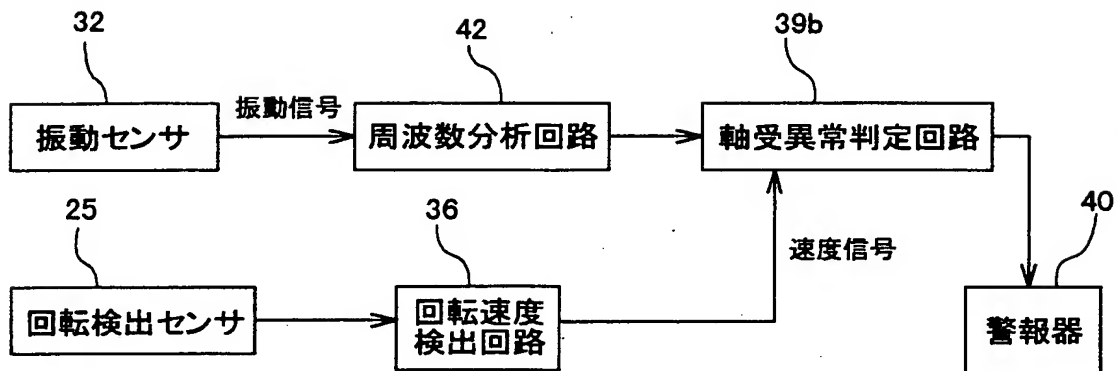 32
42
39b
振動センサ
振動信号
周波数分析回路
軸受異常判定回路
25
36
速度信号
40
回転検出センサ
回転速度
検出回路
警報器